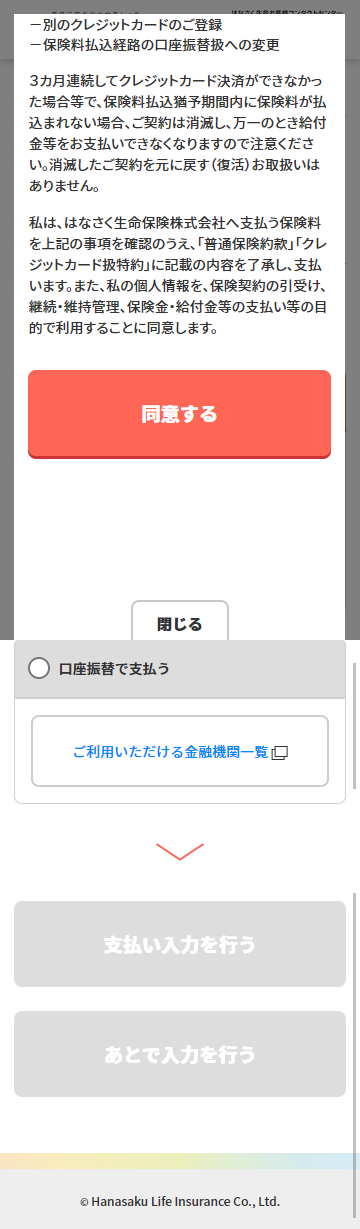 －別のクレジットカードのご登録
－保険料払込経路の口座振替扱への変更
3カ月連続してクレジットカード決済ができなかっ
た場合等で、保険料払込猶予期間内に保険料が払
込まれない場合、ご契約は消滅し、万一のとき給付
金等をお支払いできなくなりますので注意くださ
い。消滅したご契約を元に戻す（復活）お取扱いは
ありません。
私は、はなさく生命保険株式会社へ支払う保険料
を上記の事項を確認のうえ、「普通保険約款」「クレ
ジットカード扱特約」に記載の内容を了承し、支払
います。また、私の個人情報を、保険契約の引受け、
継続・維持管理、保険金・給付金等の支払い等の目
的で利用することに同意します。
同意する
閉じる
口座振替で支払う
ご利用いただける金融機関一覧
支払い入力を行う
あとで入力を行う
© Hanasaku Life Insurance Co., Ltd.